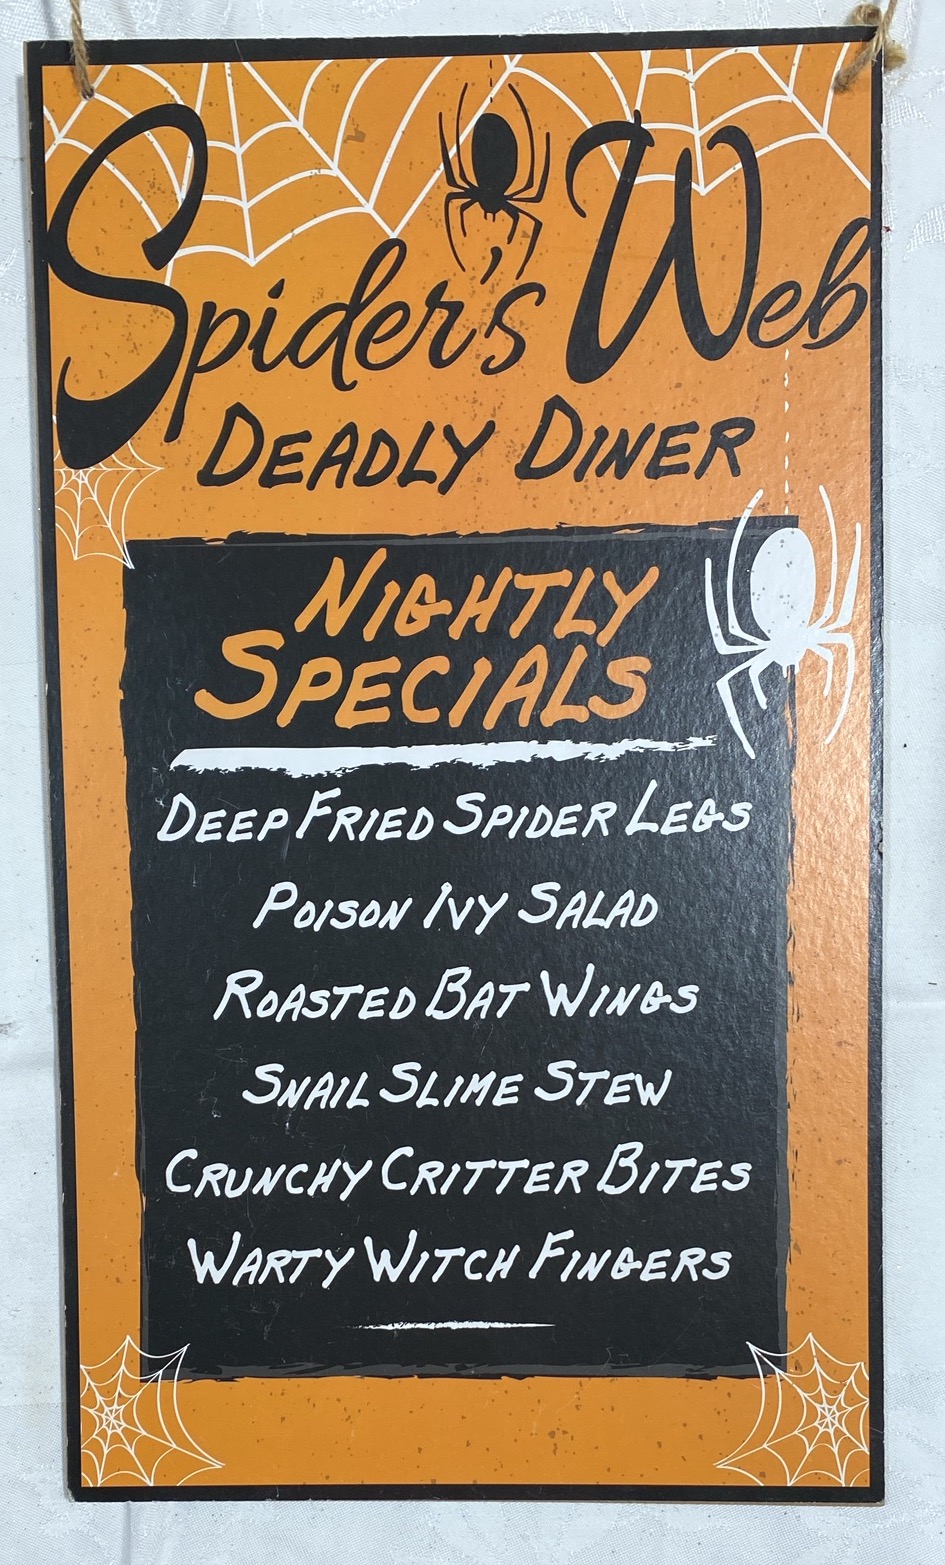 Spider's Web
DEADLY DINER
NIGHTLY
SPECIALS
DEEP FRIED SPIDER LEGS
POISON IVY SALAD
ROASTED BAT WINGS
SNAIL SLIME STEW
CRUNCHY CRITTER BITES
WARTY WITCH FINGERS